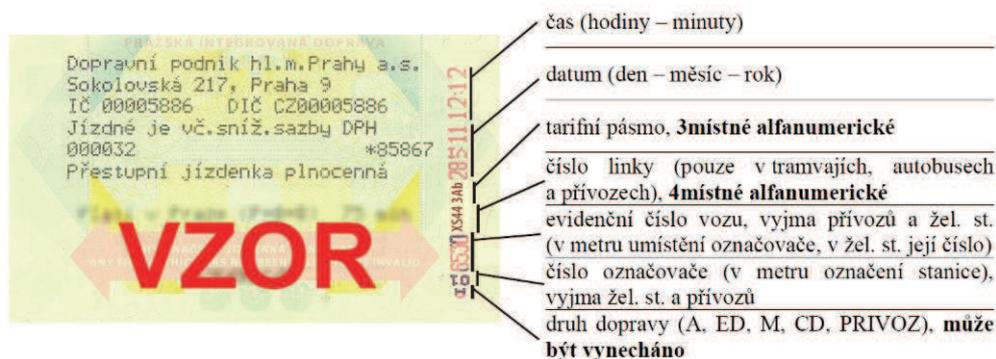 PRAŽSKÁ INTEGROVANÁ DOPRAVA
Dopravní podnik hl.m.Prahy a.s.
Sokolovská 217, Praha 9
IČ 00005886 DIČ CZ00005886
Jízdné je vč.sníž.sazby DPH
000032 *85867
Přestupní jízdenka plnocenná
Platí v Praze 75 min
VZOR
12:12
28 5 11
3Ab
XS44
čas (hodiny – minuty)
datum (den – měsíc – rok)
tarifní pásmo, 3místné alfanumerické
číslo linky (pouze v tramvajích, autobusech
a přívozech), 4místné alfanumerické
evidenční číslo vozu, vyjma přívozů a žel. st.
(v metru umístění označovače, v žel. st. její číslo)
číslo označovače (v metru označení stanice),
vyjma žel. st. a přívozů
druh dopravy (A, ED, M, CD, PRIVOZ), může
být vynecháno